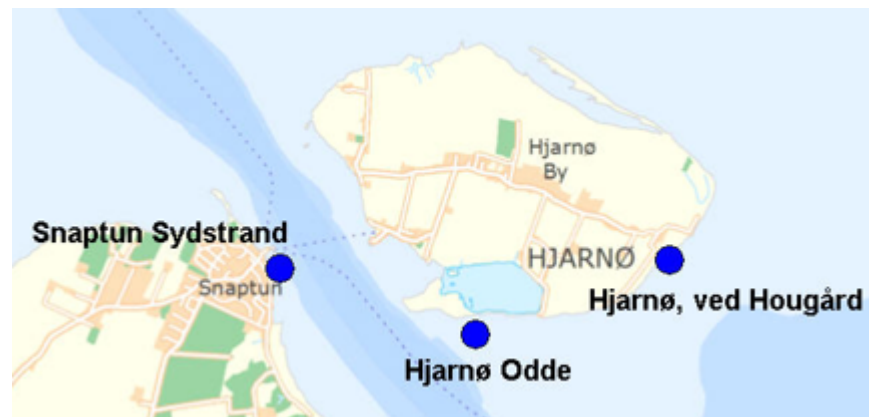 Hjarnø
By
Snaptun Sydstrand
HJARNØ
Snaptun
Hjarnø, ved Hougård
Hjarnø Odde